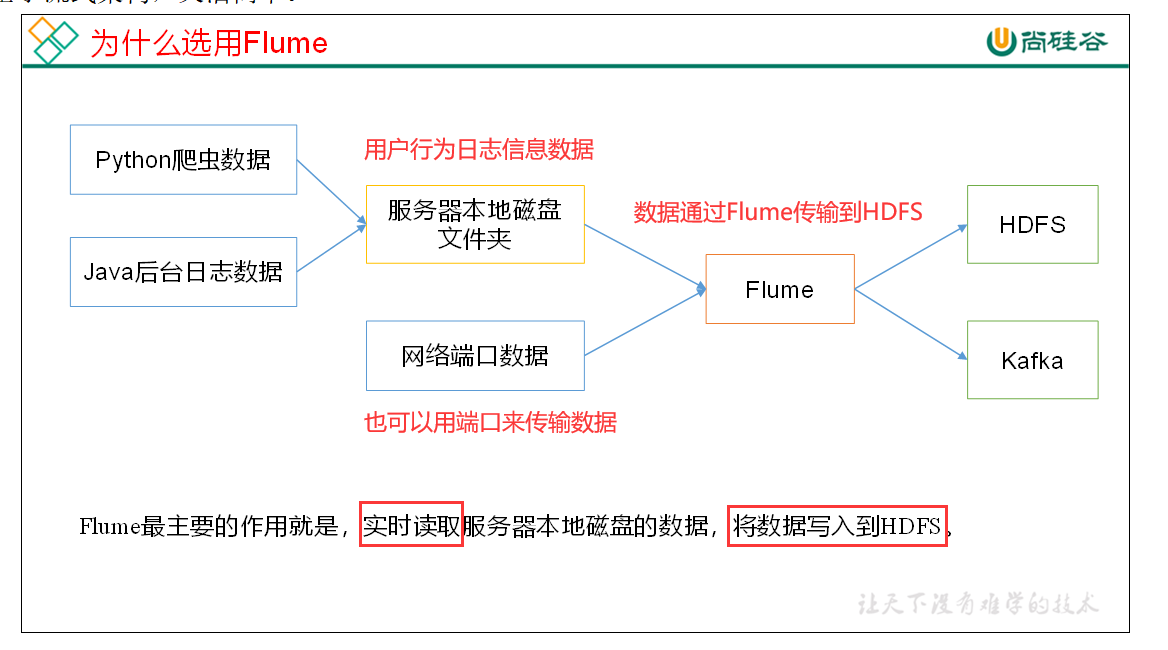 为什么选用Flume
尚硅谷
Python爬虫数据
用户行为日志信息数据
服务器本地磁盘
文件夹
数据通过Flume传输到HDFS
HDFS
Java后台日志数据
Flume
网络端口数据
Kafka
也可以用端口来传输数据
Flume最主要的作用就是，实时读取服务器本地磁盘的数据，将数据写入到HDFS。
让天下没有难学的技术